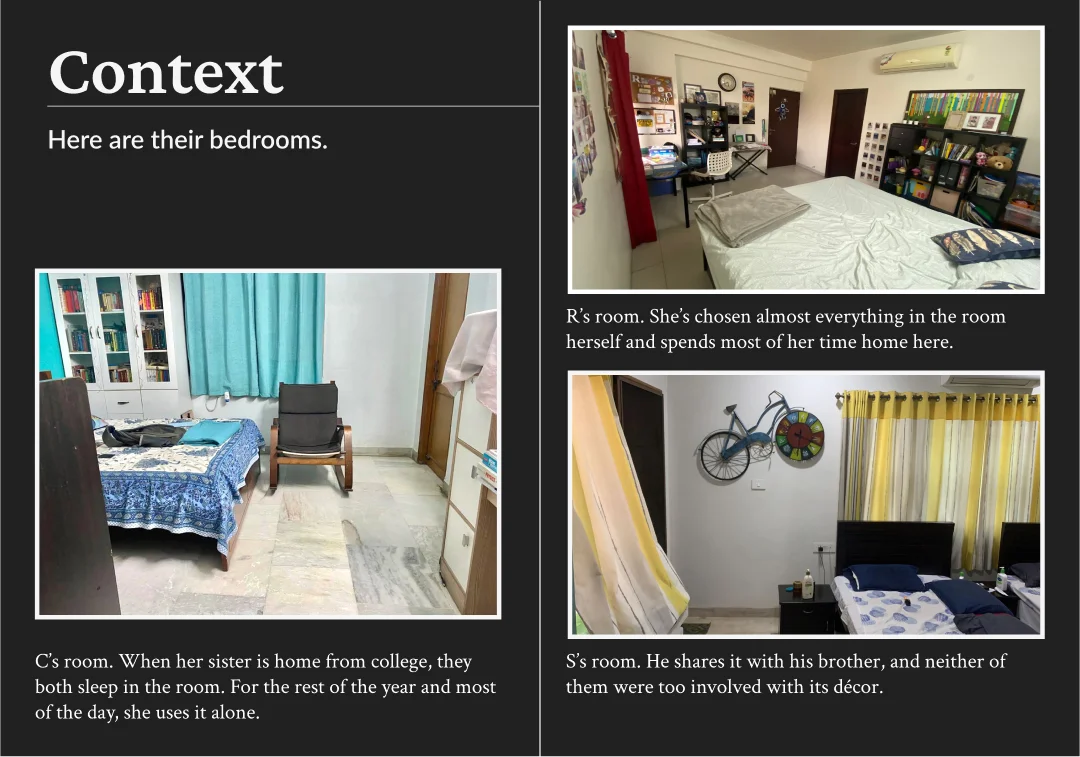 Context
Here are their bedrooms.
C’s room. When her sister is home from college, they
both sleep in the room. For the rest of the year and most
of the day, she uses it alone.
R’s room. She’s chosen almost everything in the room
herself and spends most of her time home here.
S’s room. He shares it with his brother, and neither of
them were too involved with its décor.